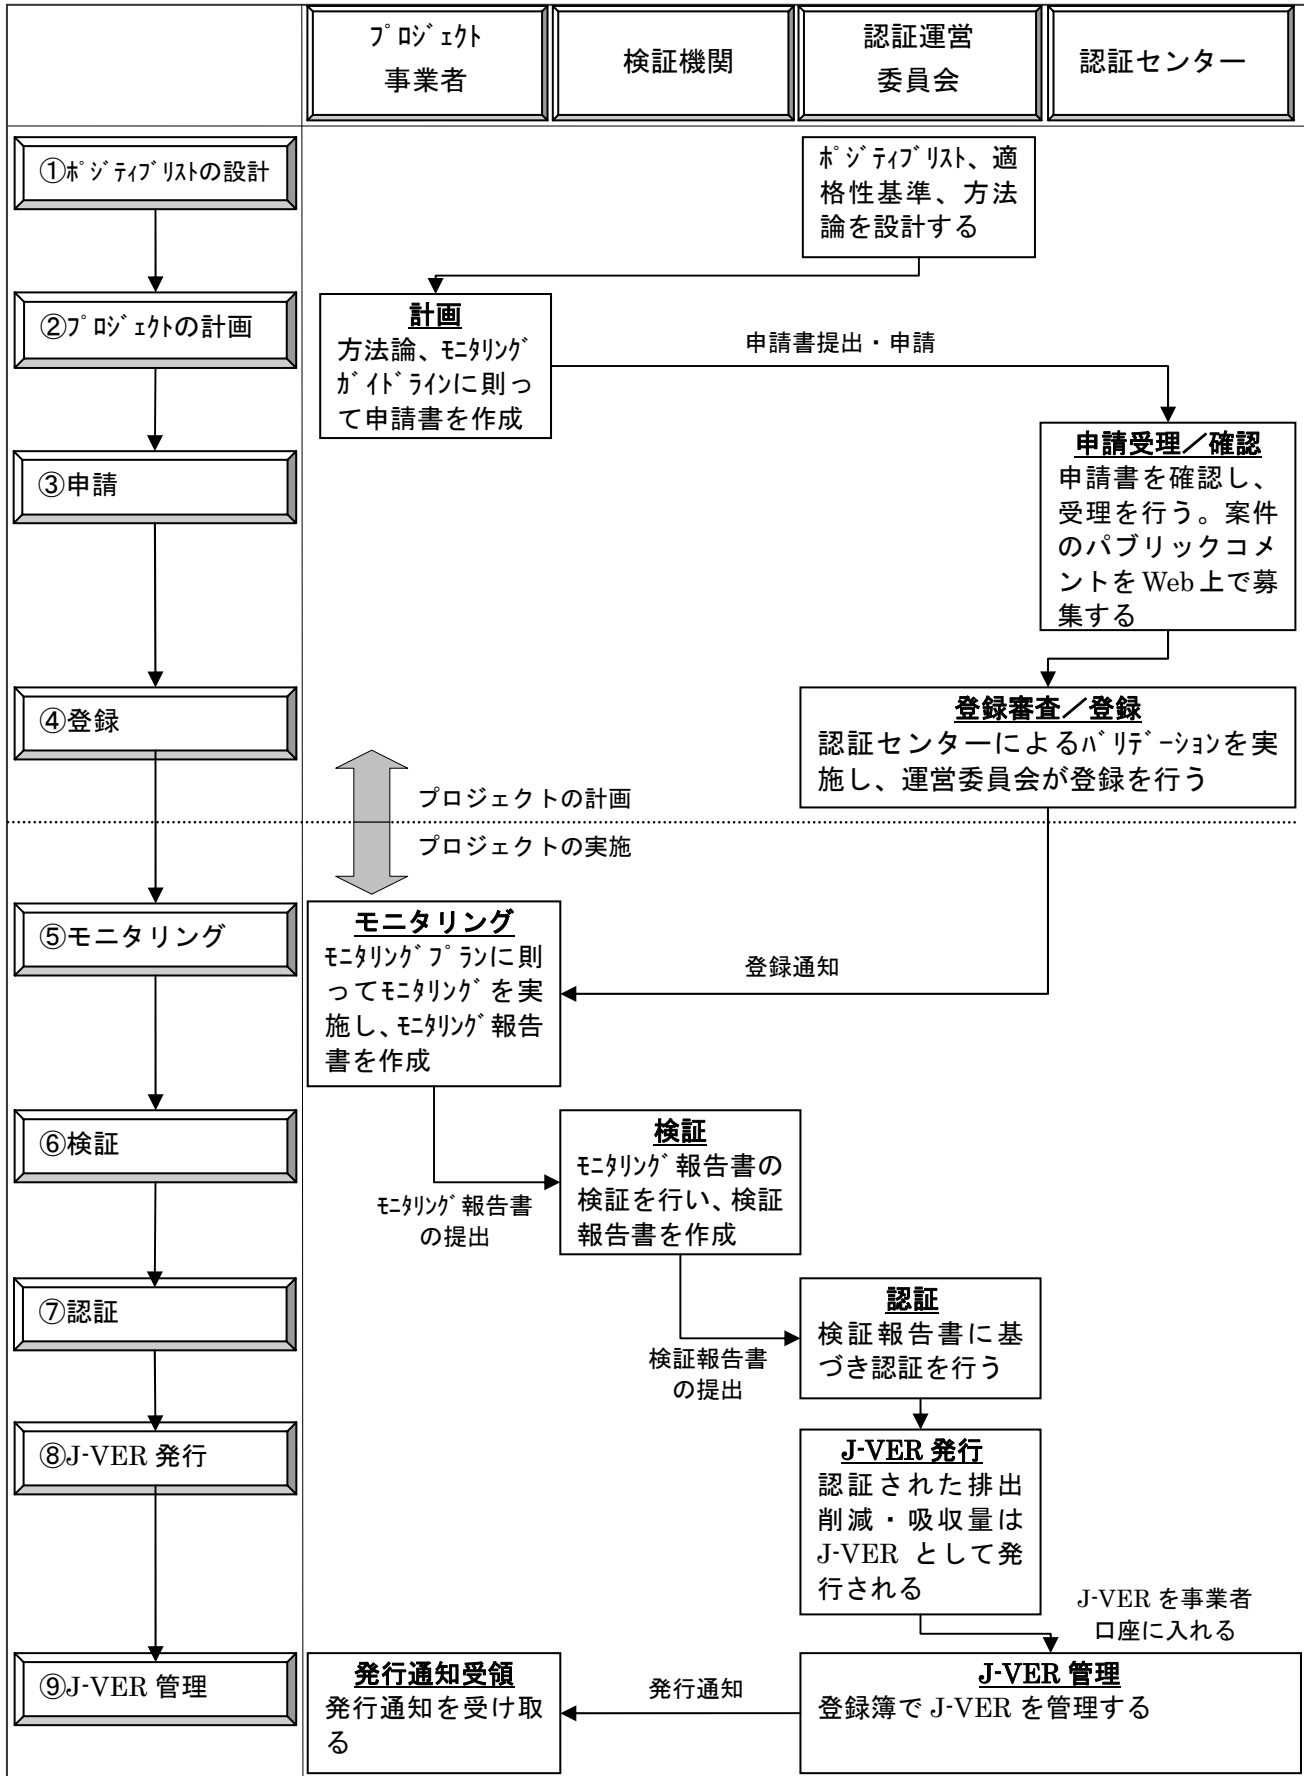 ﾌﾟﾛｼﾞｪｸﾄ
事業者
検証機関
認証運営
委員会
認証センター
①ﾎﾟｼﾞﾃｨﾌﾞﾘｽﾄの設計
ﾎﾟｼﾞﾃｨﾌﾞﾘｽﾄ、適
格性基準、方法
論を設計する
②ﾌﾟﾛｼﾞｪｸﾄの計画
計画
方法論、ﾓﾆﾀﾘﾝｸﾞ
ｶﾞｲﾄﾞﾗｲﾝに則っ
て申請書を作成
申請書提出・申請
③申請
申請受理／確認
申請書を確認し、
受理を行う。案件
のパブリックコメ
ントを Web 上で募
集する
④登録
登録審査／登録
認証センターによるﾊﾞﾘﾃﾞｰｼｮﾝを実
施し、運営委員会が登録を行う
プロジェクトの計画
プロジェクトの実施
⑤モニタリング
モニタリング
ﾓﾆﾀﾘﾝｸﾞﾌﾟﾗﾝに則
ってﾓﾆﾀﾘﾝｸﾞを実
施し、ﾓﾆﾀﾘﾝｸﾞ報告
書を作成
登録通知
⑥検証
検証
ﾓﾆﾀﾘﾝｸﾞ報告書の
検証を行い、検証
報告書を作成
ﾓﾆﾀﾘﾝｸﾞ報告書
の提出
⑦認証
認証
検証報告書に基
づき認証を行う
検証報告書
の提出
⑧J-VER 発行
J-VER 発行
認証された排出
削減・吸収量は
J-VER として発
行される
J-VER を事業者
口座に入れる
⑨J-VER 管理
発行通知受領
発行通知を受け取
る
発行通知
J-VER 管理
登録簿で J-VER を管理する